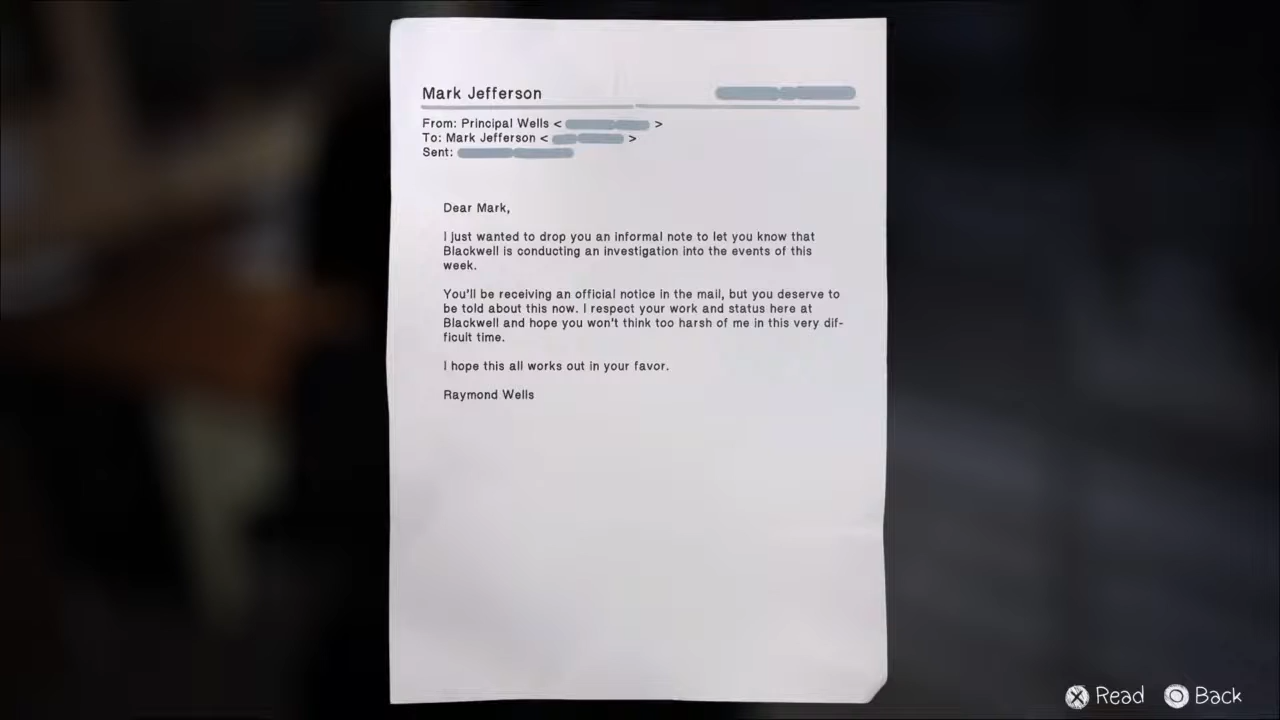 Mark Jefferson
From: Principal Wells < >
To: Mark Jefferson < >
Sent:
Dear Mark,
I just wanted to drop you an informal note to let you know that
Blackwell is conducting an investigation into the events of this
week.
You'll be receiving an official notice in the mail, but you deserve to
be told about this now. I respect your work and status here at
Blackwell and hope you won't think too harsh of me in this very dif-
ficult time.
I hope this all works out in your favor.
Raymond Wells
Read Back